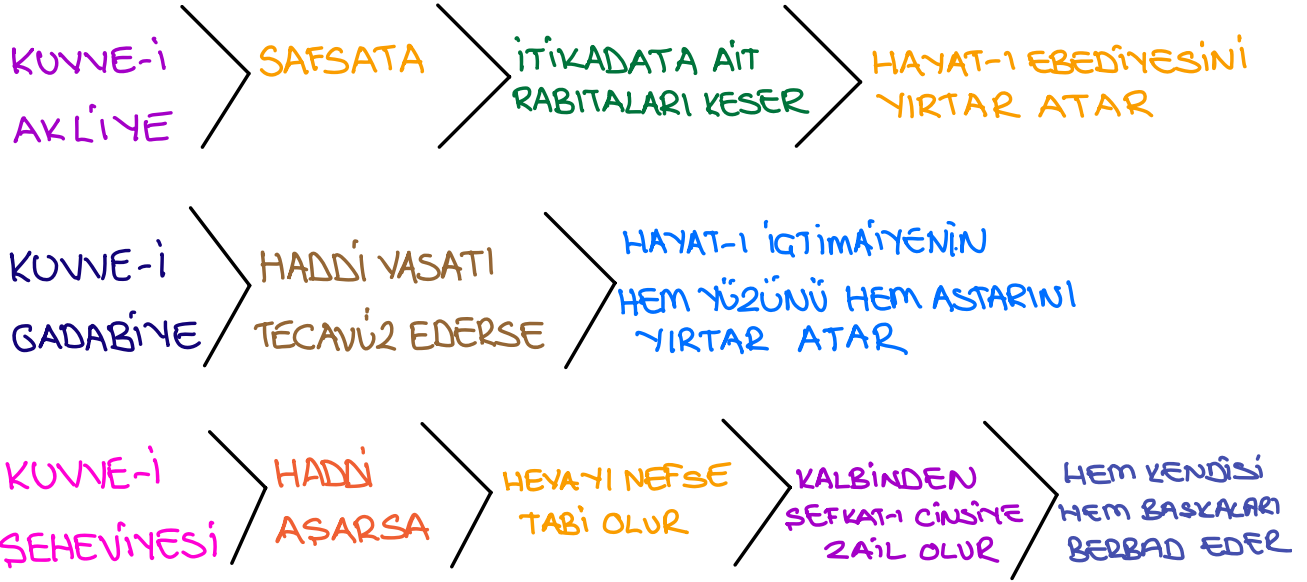 KUVVE-İ
AKLİYE
SAFSATA
İTİKADATA AİT
RABITALARI KESER
HAYAT-I EBEDİYESİNİ
YIRTAR ATAR
KUVVE-İ
GADABİYE
HADDİ VASATI
TECAVÜZ EDERSE
HAYAT-I İGTİMAİYENİN
HEM YÜZÜNÜ HEM ASTARINI
YIRTAR ATAR
KUVVE-İ
ŞEHEVİYESİ
HADDİ
AŞARSA
HEVAYI NEFSE
TABİ OLUR
KALBİNDEN
ŞEFKAT-I CİNSİYE
ZAİL OLUR
HEM KENDİSİ
HEM BASKALARI
BERBAD EDER